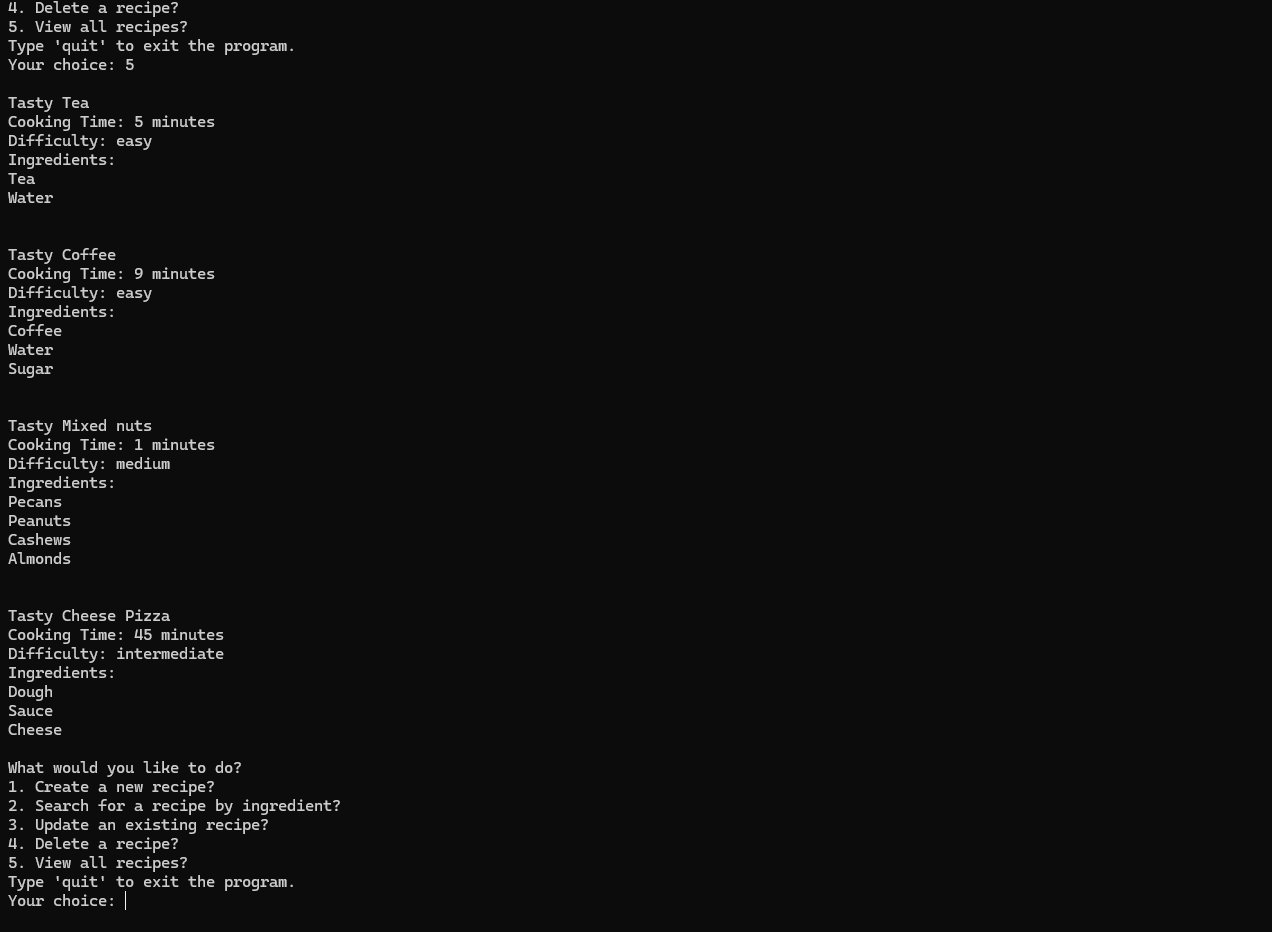 4. Delete a recipe?
5. View all recipes?
Type 'quit' to exit the program.
Your choice: 5
Tasty Tea
Cooking Time: 5 minutes
Difficulty: easy
Ingredients:
Tea
Water
Tasty Coffee
Cooking Time: 9 minutes
Difficulty: easy
Ingredients:
Coffee
Water
Sugar
Tasty Mixed nuts
Cooking Time: 1 minutes
Difficulty: medium
Ingredients:
Pecans
Peanuts
Cashews
Almonds
Tasty Cheese Pizza
Cooking Time: 45 minutes
Difficulty: intermediate
Ingredients:
Dough
Sauce
Cheese
What would you like to do?
1. Create a new recipe?
2. Search for a recipe by ingredient?
3. Update an existing recipe?
4. Delete a recipe?
5. View all recipes?
Type 'quit' to exit the program.
Your choice: